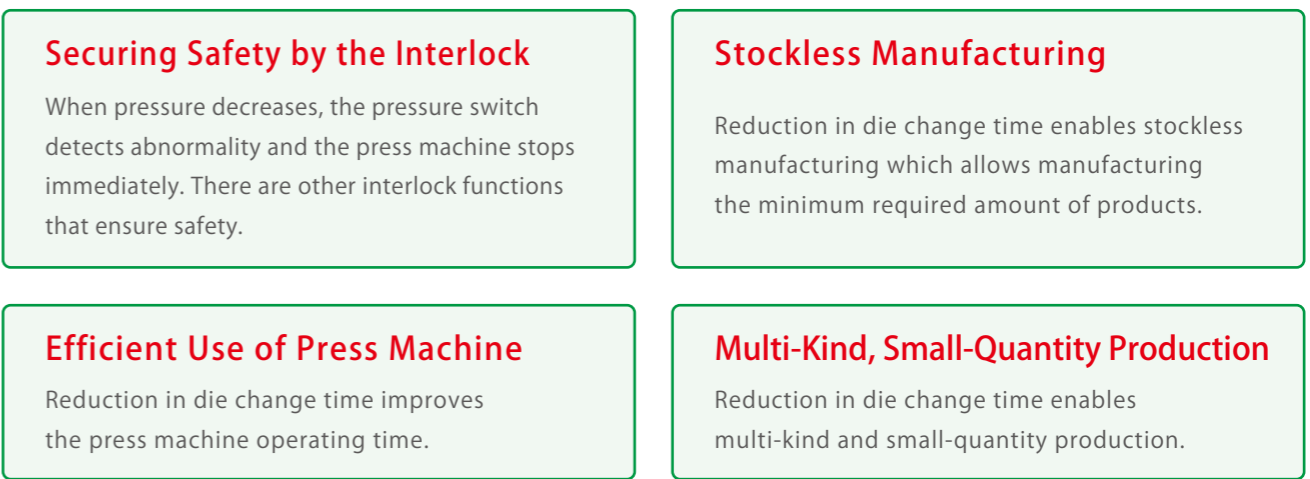 Securing Safety by the Interlock
When pressure decreases, the pressure switch
detects abnormality and the press machine stops
immediately. There are other interlock functions
that ensure safety.
Stockless Manufacturing
Reduction in die change time enables stockless
manufacturing which allows manufacturing
the minimum required amount of products.
Efficient Use of Press Machine
Reduction in die change time improves
the press machine operating time.
Multi-Kind, Small-Quantity Production
Reduction in die change time enables
multi-kind and small-quantity production.